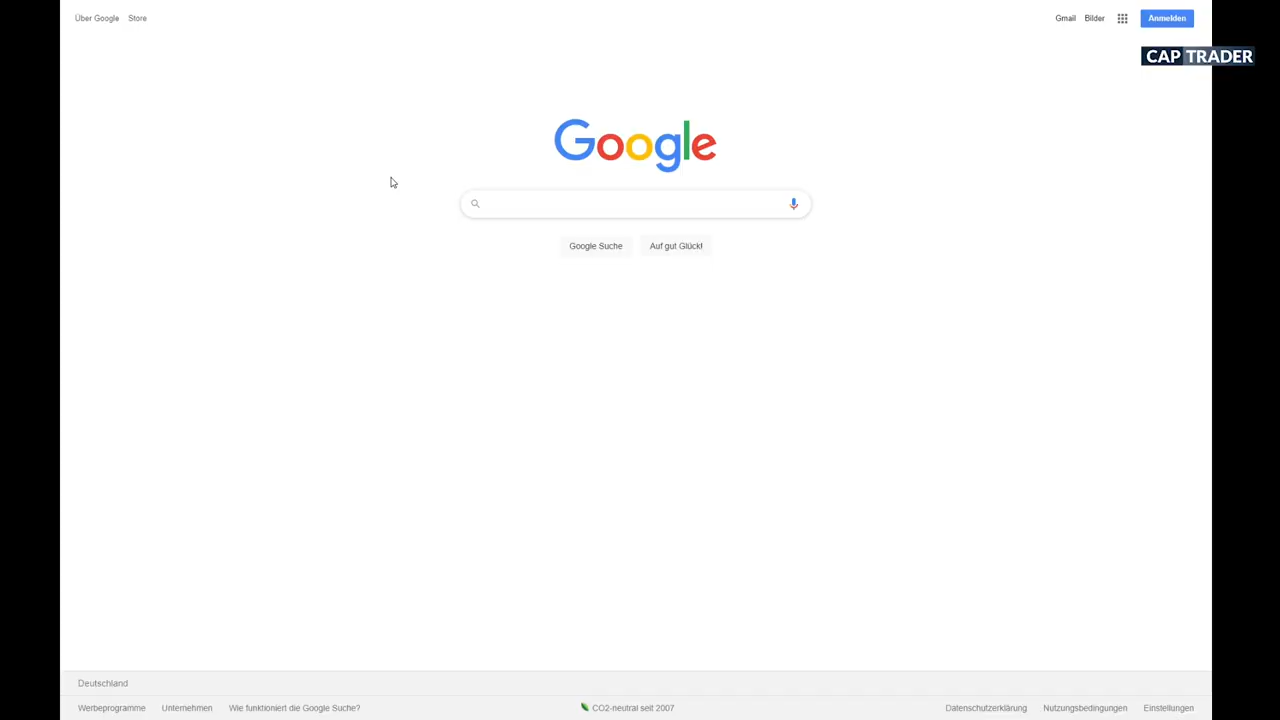 Über Google Store
Gmail Bilder Anmelden
CAP TRADER
Google
Google Suche Auf gut Glück!
Deutschland
Werbeprogramme Unternehmen Wie funktioniert die Google Suche?
CO2-neutral seit 2007
Datenschutzerklärung Nutzungsbedingungen Einstellungen